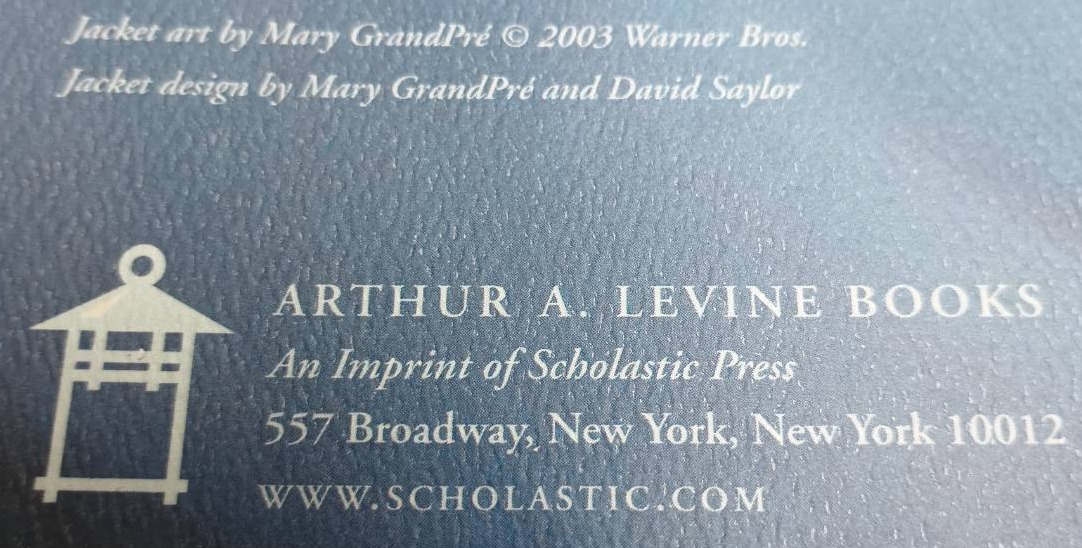 Jacket art by Mary GrandPré © 2003 Warner Bros.
Jacket design by Mary GrandPré and David Saylor
ARTHUR A. LEVINE BOOKS
An Imprint of Scholastic Press
557 Broadway, New York, New York 10012
WWW.SCHOLASTIC.COM